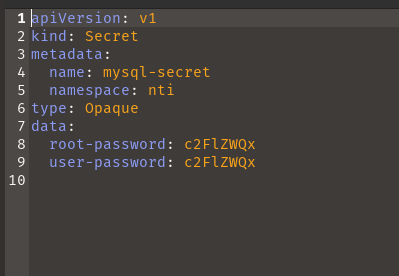 1 apiVersion: v1
2 kind: Secret
3 metadata:
4   name: mysql-secret
5   namespace: nti
6 type: Opaque
7 data:
8   root-password: c2FlZWQx
9   user-password: c2FlZWQx
10